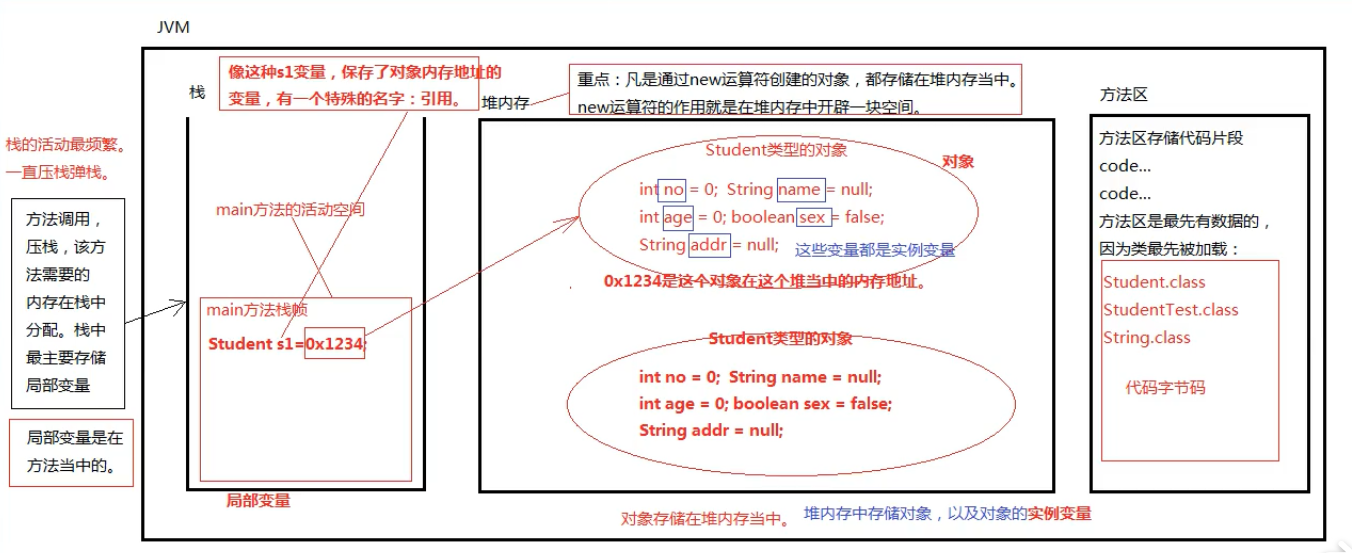 JVM
栈
像这种s1变量，保存了对象内存地址的
变量，有一个特殊的名字：引用。
堆内存
重点：凡是通过new运算符创建的对象，都存储在堆内存当中。
new运算符的作用就是在堆内存中开辟一块空间。
方法区
栈的活动最频繁。
一直压栈弹栈。
方法调用，
压栈，该方
法需要的
内存在栈中
分配。栈中
最主要存储
局部变量
局部变量是在
方法当中的。
main方法的活动空间
main方法栈帧
Student s1=0x1234;
局部变量
Student类型的对象
对象
int no = 0; String name = null;
int age = 0; boolean sex = false;
String addr = null;
这些变量都是实例变量
0x1234是这个对象在这个堆当中的内存地址。
Student类型的对象
int no = 0; String name = null;
int age = 0; boolean sex = false;
String addr = null;
对象存储在堆内存当中。
堆内存中存储对象，以及对象的实例变量
方法区存储代码片段
code...
code...
方法区是最先有数据的，
因为类最先被加载：
Student.class
StudentTest.class
String.class
代码字节码